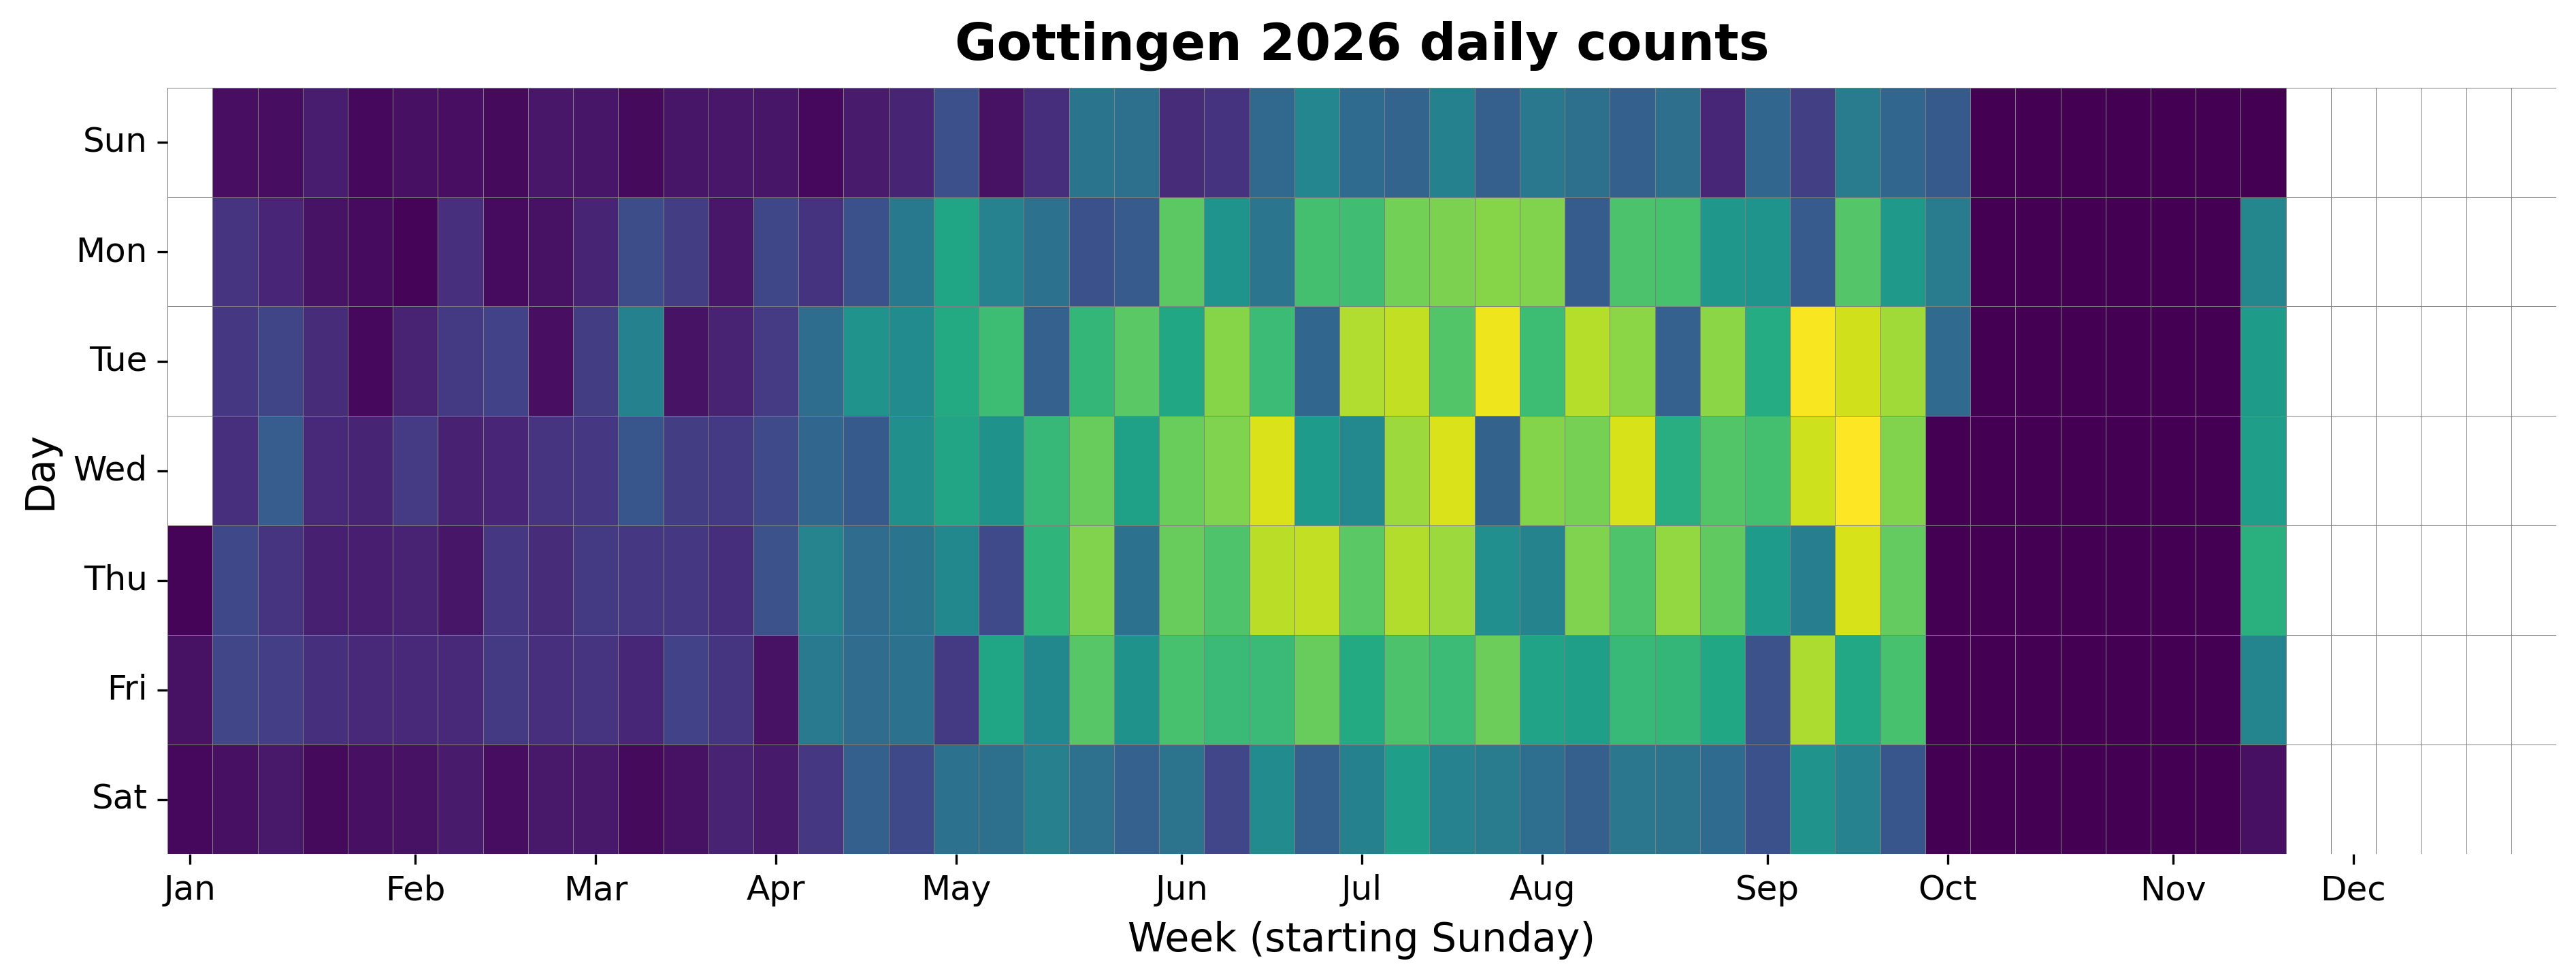 Gottingen 2026 daily counts
Day
Sun
Mon
Tue
Wed
Thu
Fri
Sat
Jan Feb Mar Apr May Jun Jul Aug Sep Oct Nov Dec
Week (starting Sunday)